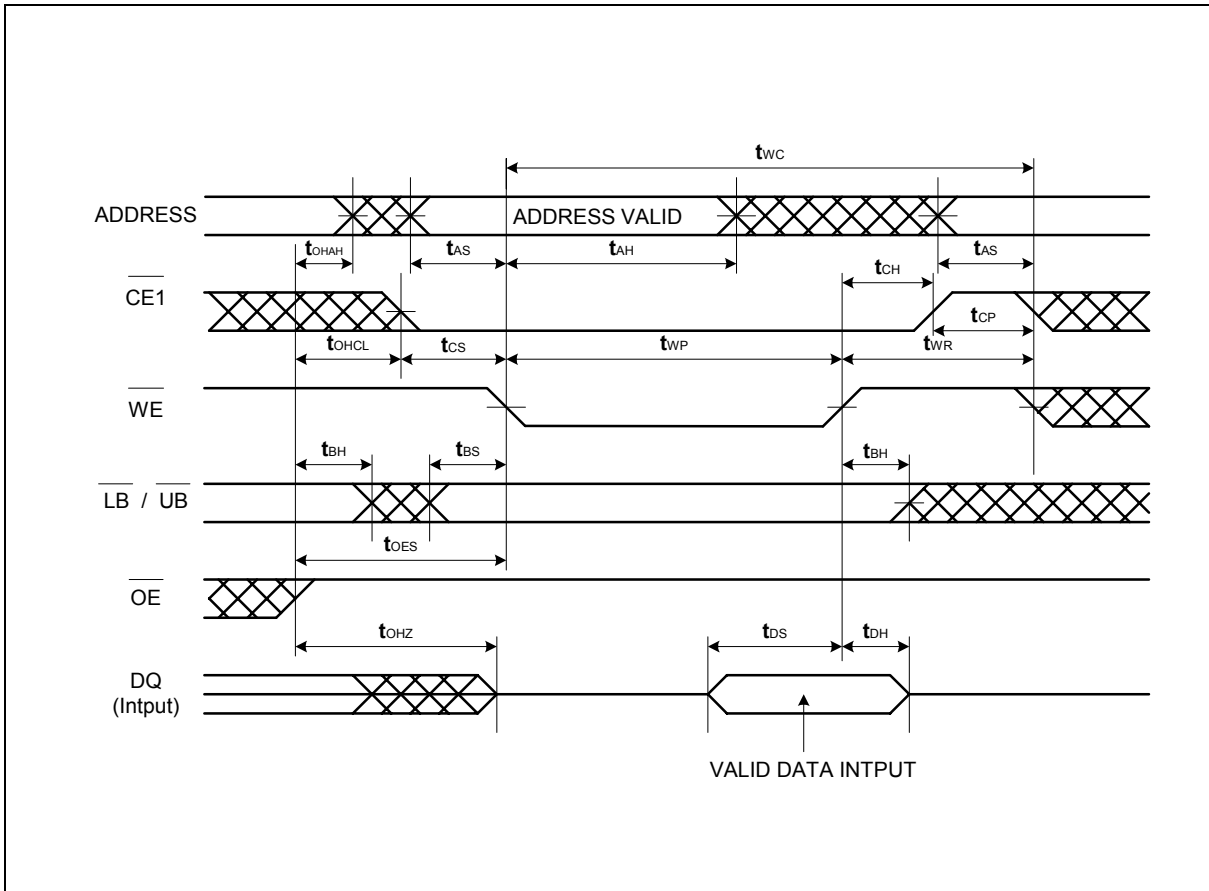 tWC
ADDRESS
ADDRESS VALID
tOHAH
tAS
tAH
tCH
tAS
CE1
tCP
tOHCL
tCS
tWP
tWR
WE
tBH
tBS
tBH
LB / UB
tOES
OE
tOHZ
tDS
tDH
DQ
(Intput)
VALID DATA INTPUT